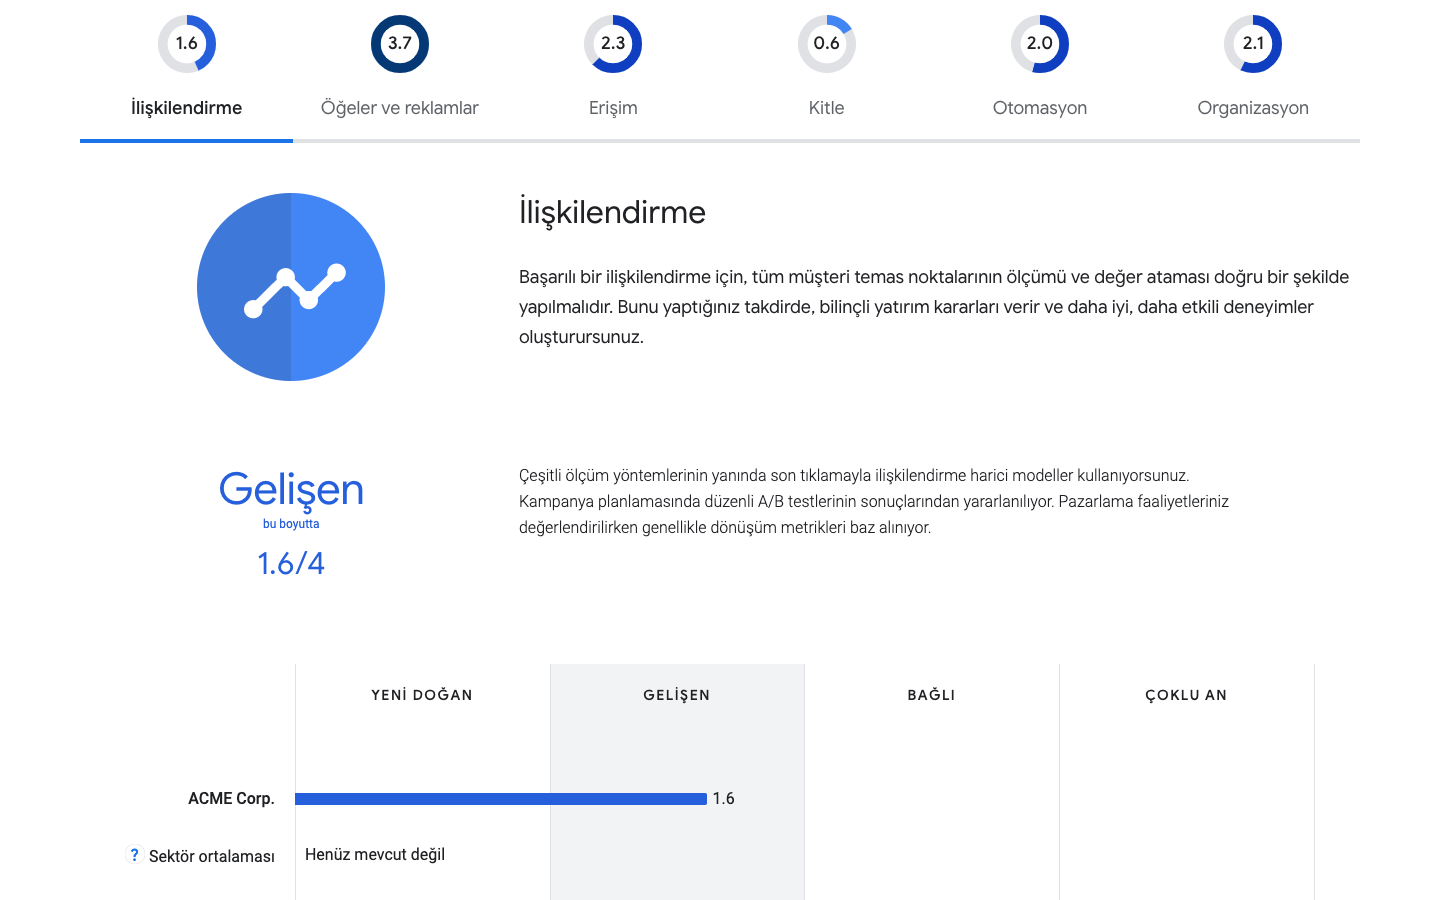 1.6
3.7
2.3
0.6
2.0
2.1
İlişkilendirme
Öğeler ve reklamlar
Erişim
Kitle
Otomasyon
Organizasyon
İlişkilendirme
Başarılı bir ilişkilendirme için, tüm müşteri temas noktalarının ölçümü ve değer ataması doğru bir şekilde
yapılmalıdır. Bunu yaptığınız takdirde, bilinçli yatırım kararları verir ve daha iyi, daha etkili deneyimler
oluşturursunuz.
Gelişen
bu boyutta
1.6/4
Çeşitli ölçüm yöntemlerinin yanında son tıklamayla ilişkilendirme harici modeller kullanıyorsunuz.
Kampanya planlamasında düzenli A/B testlerinin sonuçlarından yararlanılıyor. Pazarlama faaliyetleriniz
değerlendirilirken genellikle dönüşüm metrikleri baz alınıyor.
YENİ DOĞAN
GELİŞEN
BAĞLI
ÇOKLU AN
ACME Corp.
1.6
? Sektör ortalaması
Henüz mevcut değil